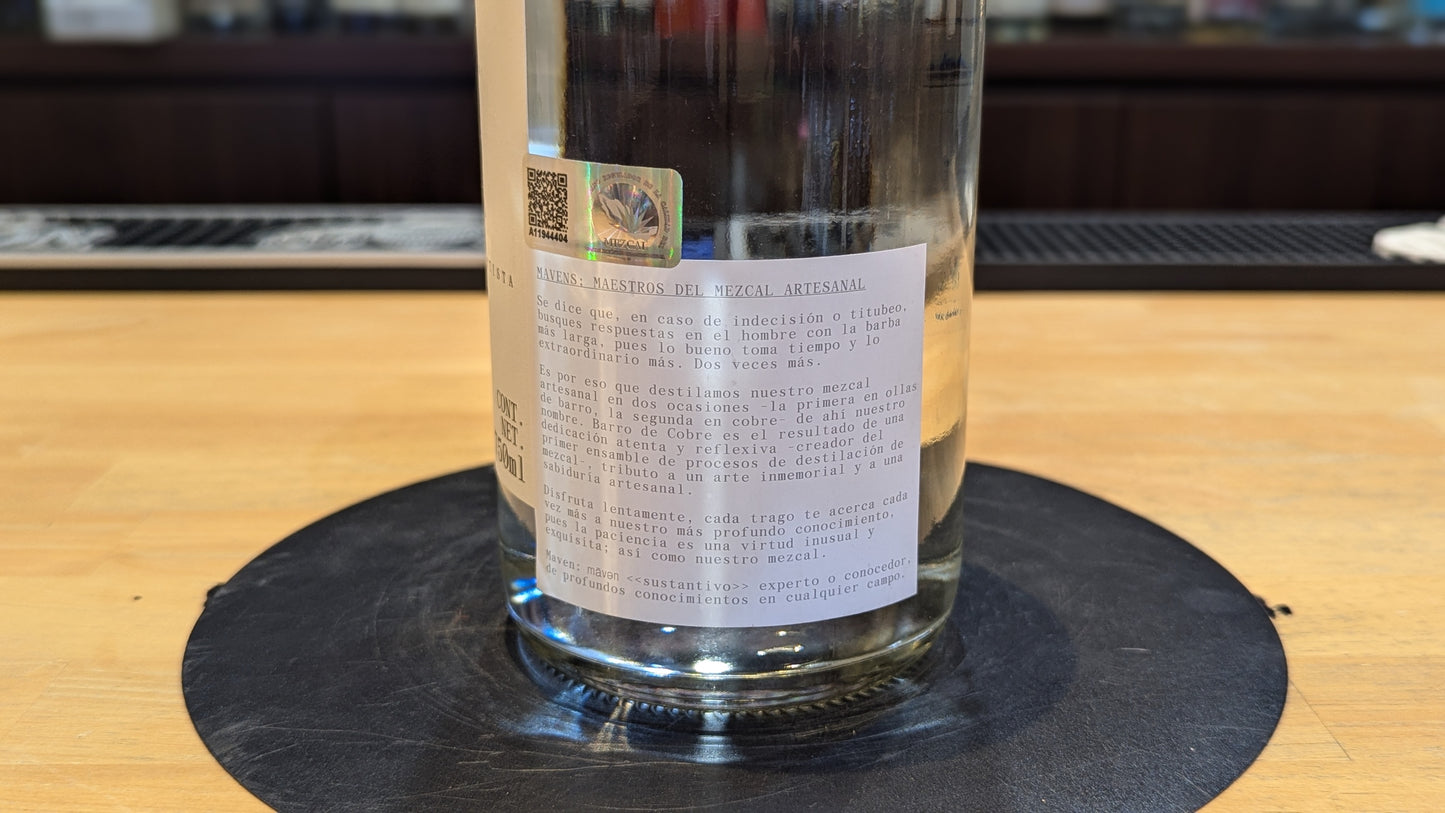 A11944404
MEZCAL
MAVENS: MAESTROS DEL MEZCAL ARTESANAL
Se dice que, en caso de indecisión o titubeo,
busques respuestas en el hombre con la barba
más larga, pues lo bueno toma tiempo y lo
extraordinario más. Dos veces más.
Es por eso que destilamos nuestro mezcal
artesanal en dos ocasiones -la primera en ollas
de barro, la segunda en cobre- de ahí nuestro
nombre. Barro de Cobre es el resultado de una
dedicación atenta y reflexiva -creador del
primer ensamble de procesos de destilación de
mezcal-, tributo a un arte inmemorial y a una
sabiduría artesanal.
Disfruta lentamente, cada trago te acerca cada
vez más a nuestro más profundo conocimiento,
pues la paciencia es una virtud inusual y
exquisita; así como nuestro mezcal.
Maven: māvən <<sustantivo>> experto o conocedor,
de profundos conocimientos en cualquier campo.
CONT.
NET.
50ml